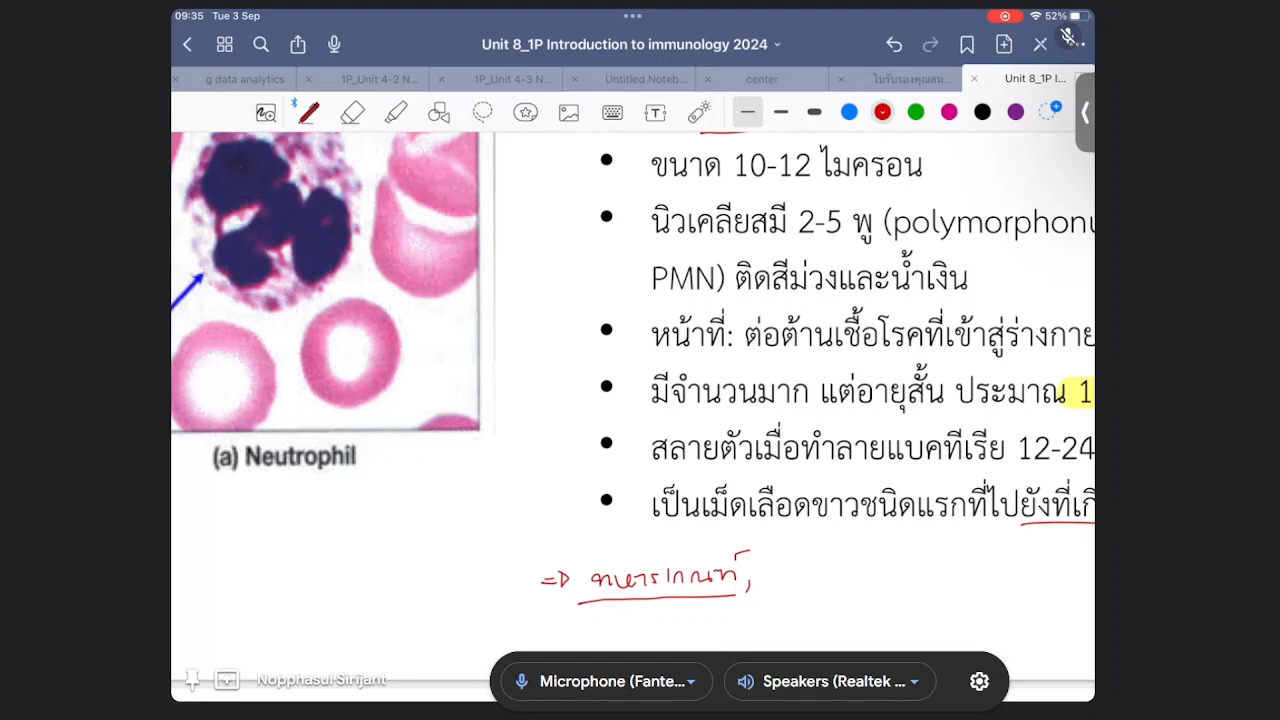 09:35 Tue 3 Sep
52%
Unit 8_1P Introduction to immunology 2024
g data analytics
1P_Unit 4-2 N...
1P_Unit 4-3 N...
Untitled Noteb...
center
ใบรับรองคุณสม...
Unit 8_1P I...
• ขนาด 10-12 ไมครอน
• นิวเคลียสมี 2-5 พู (polymorphonu
PMN) ติดสีม่วงและน้ำเงิน
• หน้าที่: ต่อต้านเชื้อโรคที่เข้าสู่ร่างกาย
• มีจำนวนมาก แต่อายุสั้น ประมาณ 1
• สลายตัวเมื่อทำลายแบคทีเรีย 12-24
• เป็นเม็ดเลือดขาวชนิดแรกที่ไปยังที่เกิ
(a) Neutrophil
⇒ ทหารเกณฑ์,
Nopphasul Sirijant
Microphone (Fante...
Speakers (Realtek ...